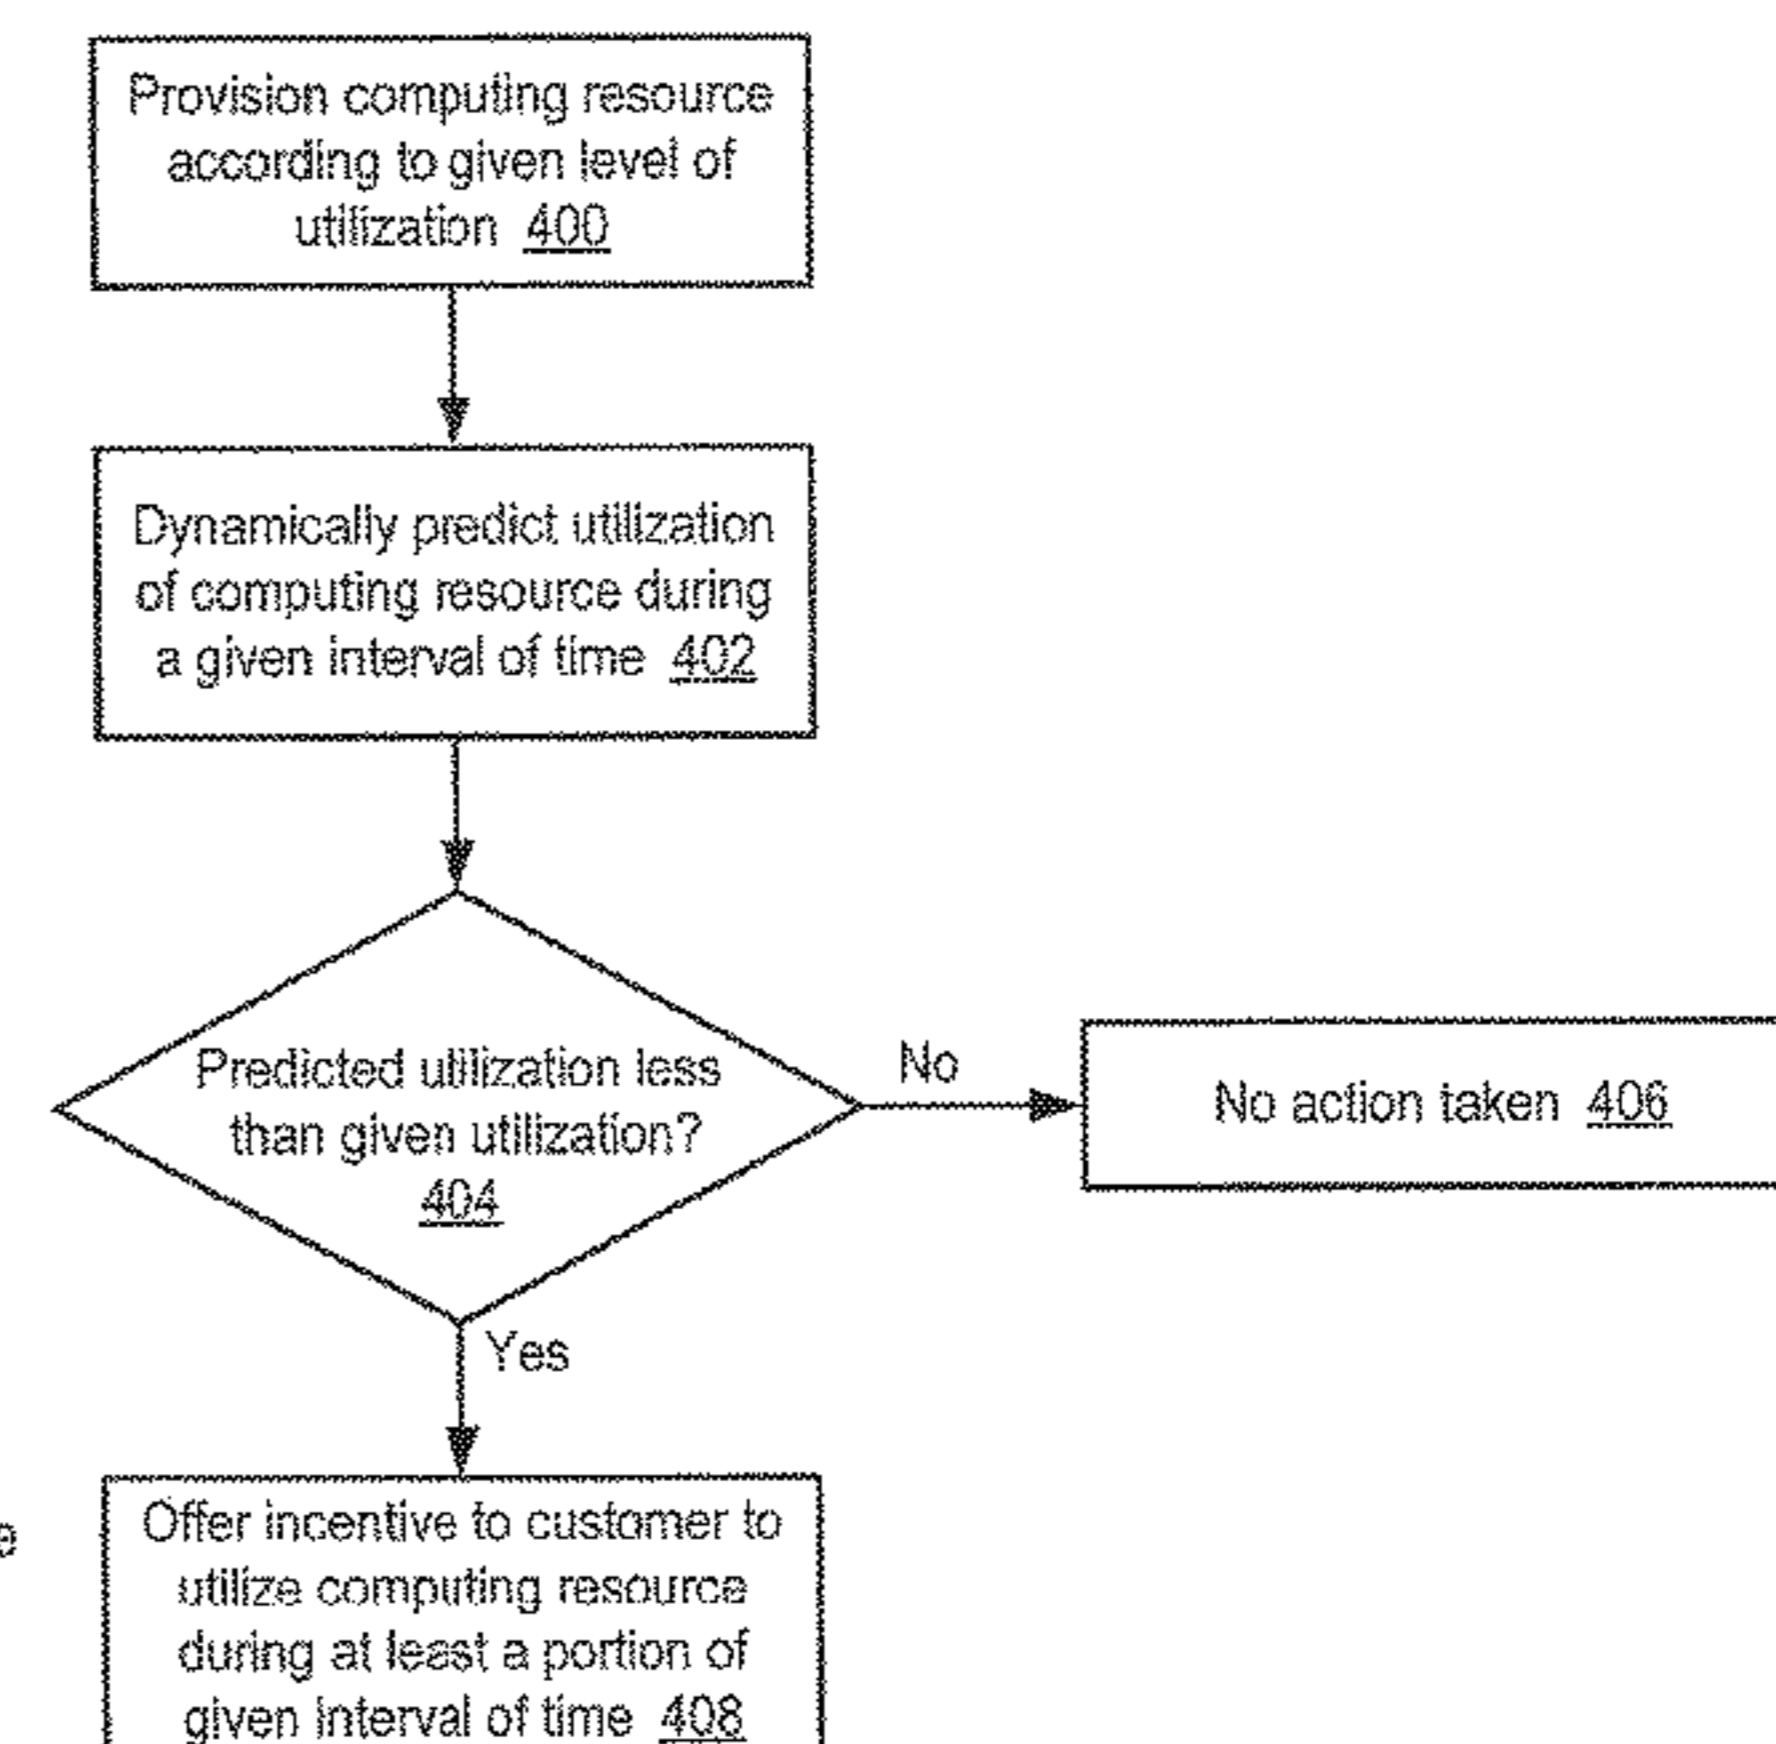 Provision computing resource
according to given level of
utilization 400
Dynamically predict utilization
of computing resource during
a given interval of time 402
Predicted utilization less
than given utilization?
404
No
No action taken 406
Yes
Offer incentive to customer to
utilize computing resource
during at least a portion of
given interval of time 408